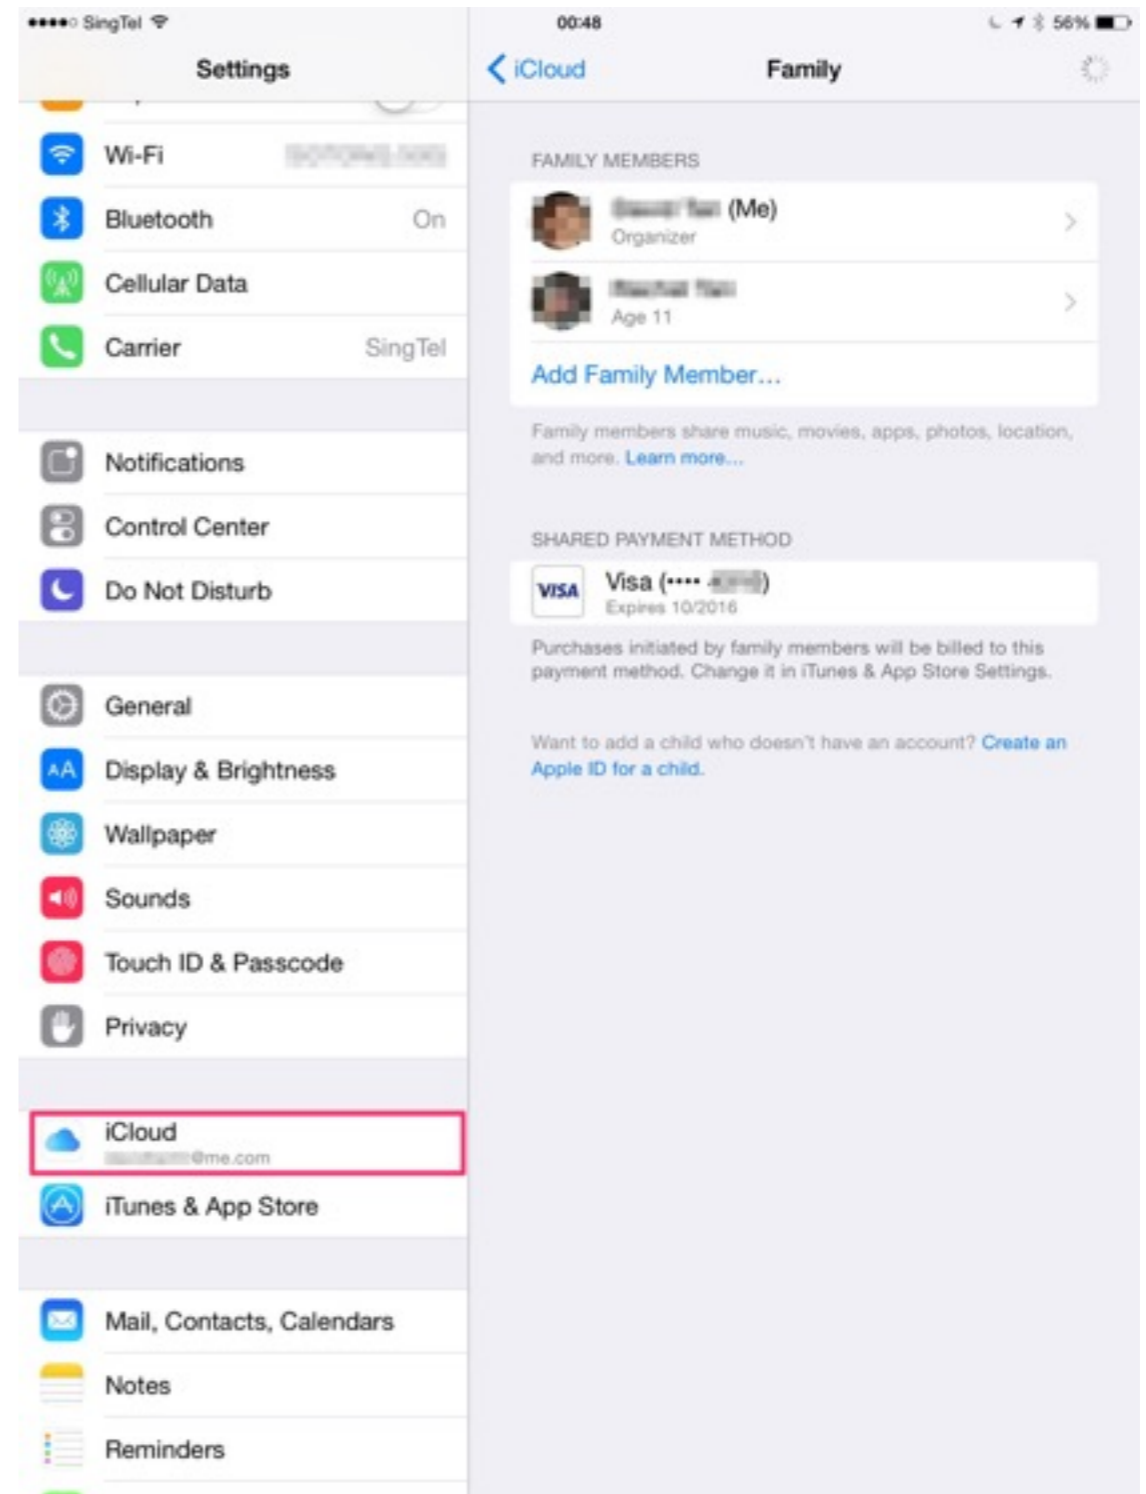 SingTel
00:48
56%
Settings
Wi-Fi
Bluetooth On
Cellular Data
Carrier SingTel
Notifications
Control Center
Do Not Disturb
General
AA Display & Brightness
Wallpaper
Sounds
Touch ID & Passcode
Privacy
iCloud
@me.com
iTunes & App Store
Mail, Contacts, Calendars
Notes
Reminders
iCloud
Family
FAMILY MEMBERS
(Me)
Organizer
Age 11
Add Family Member...
Family members share music, movies, apps, photos, location,
and more. Learn more...
SHARED PAYMENT METHOD
VISA Visa (•••• )
Expires 10/2016
Purchases initiated by family members will be billed to this
payment method. Change it in iTunes & App Store Settings.
Want to add a child who doesn't have an account? Create an
Apple ID for a child.